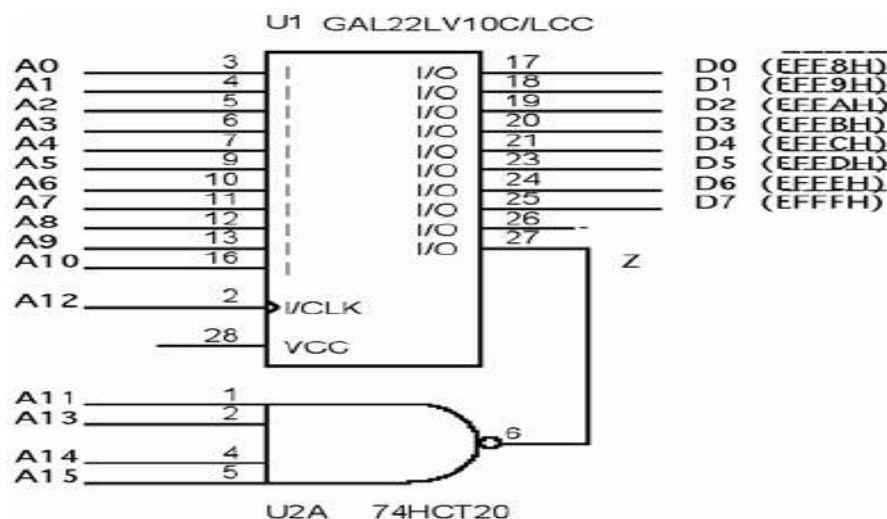 U1 GAL22LV10C/LCC
A0 3 I I/O 17 D0 (EFF8H)
A1 4 I I/O 18 D1 (EFF9H)
A2 5 I I/O 19 D2 (EFFAH)
A3 6 I I/O 20 D3 (EFFBH)
A4 7 I I/O 21 D4 (EFFCH)
A5 9 I I/O 23 D5 (EFFDH)
A6 10 I I/O 24 D6 (EFFEH)
A7 11 I I/O 25 D7 (EFFFH)
A8 12 I I/O 26
A9 13 I I/O 27
A10 16 I Z
A12 2 I/CLK
28 VCC
A11 1
A13 2
6
A14 4
A15 5
U2A 74HCT20